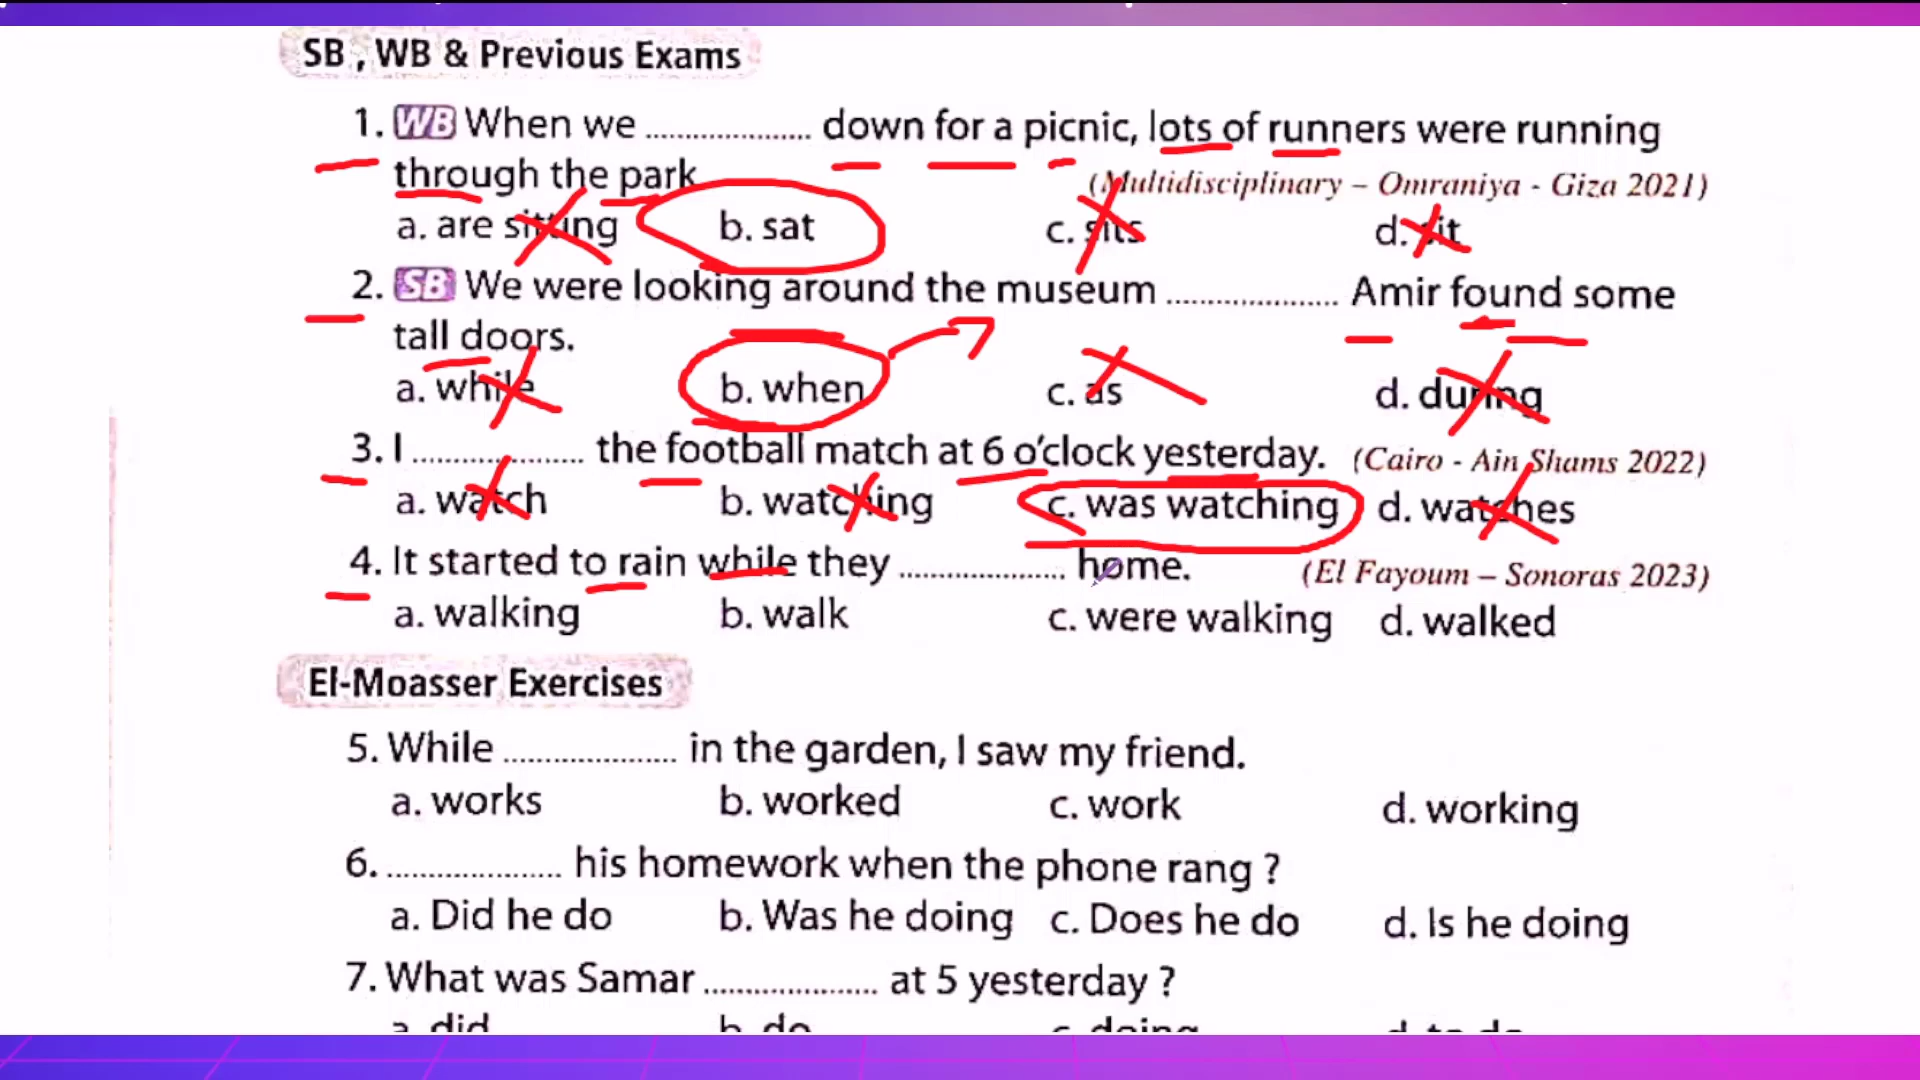 SB , WB & Previous Exams
1. WB When we .................... down for a picnic, lots of runners were running
through the park
(Multidisciplinary – Omraniya - Giza 2021)
a. are sitting b. sat c. sits d. sit
2. SB We were looking around the museum .................... Amir found some
tall doors.
a. while b. when c. as d. during
3. I .................... the football match at 6 o'clock yesterday. (Cairo - Ain Shams 2022)
a. watch b. watching c. was watching d. watches
4. It started to rain while they .................... home. (El Fayoum – Sonoras 2023)
a. walking b. walk c. were walking d. walked
El-Moasser Exercises
5. While .................... in the garden, I saw my friend.
a. works b. worked c. work d. working
6. .................... his homework when the phone rang ?
a. Did he do b. Was he doing c. Does he do d. Is he doing
7. What was Samar .................... at 5 yesterday ?
a. did b. do c. doing d. to do